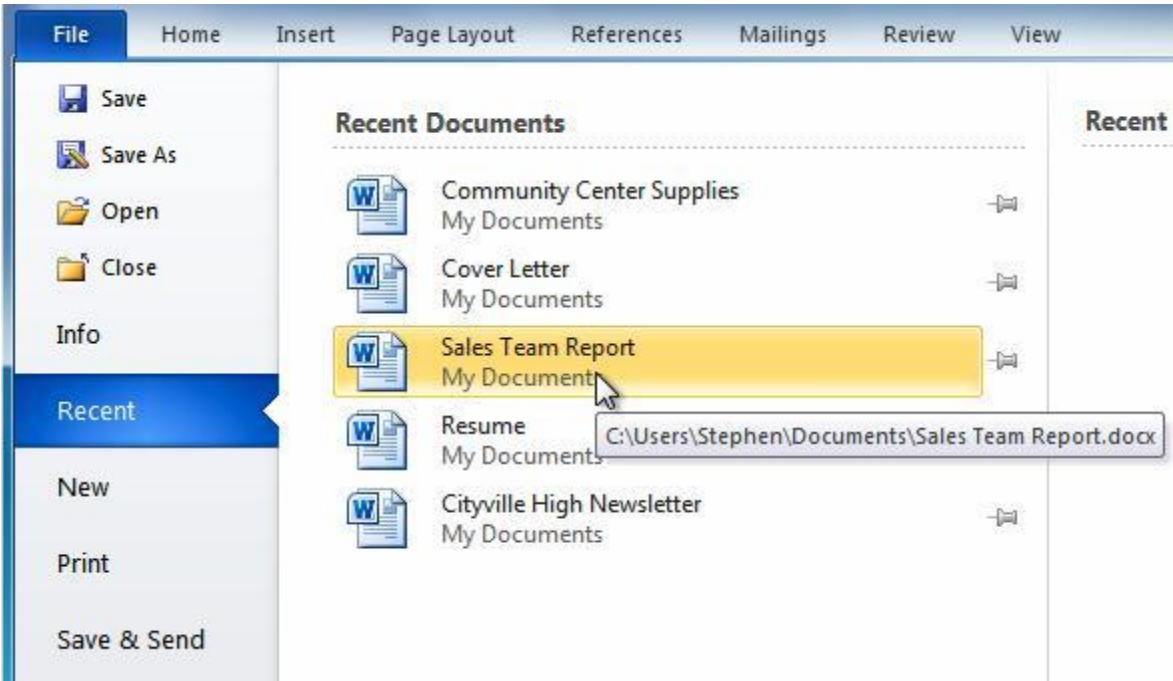 File Home Insert Page Layout References Mailings Review View
Save
Save As
Open
Close
Info
Recent
New
Print
Save & Send
Recent Documents
Community Center Supplies
My Documents
Cover Letter
My Documents
Sales Team Report
My Document
C:\Users\Stephen\Documents\Sales Team Report.docx
Resume
My Documents
Cityville High Newsletter
My Documents
Recent